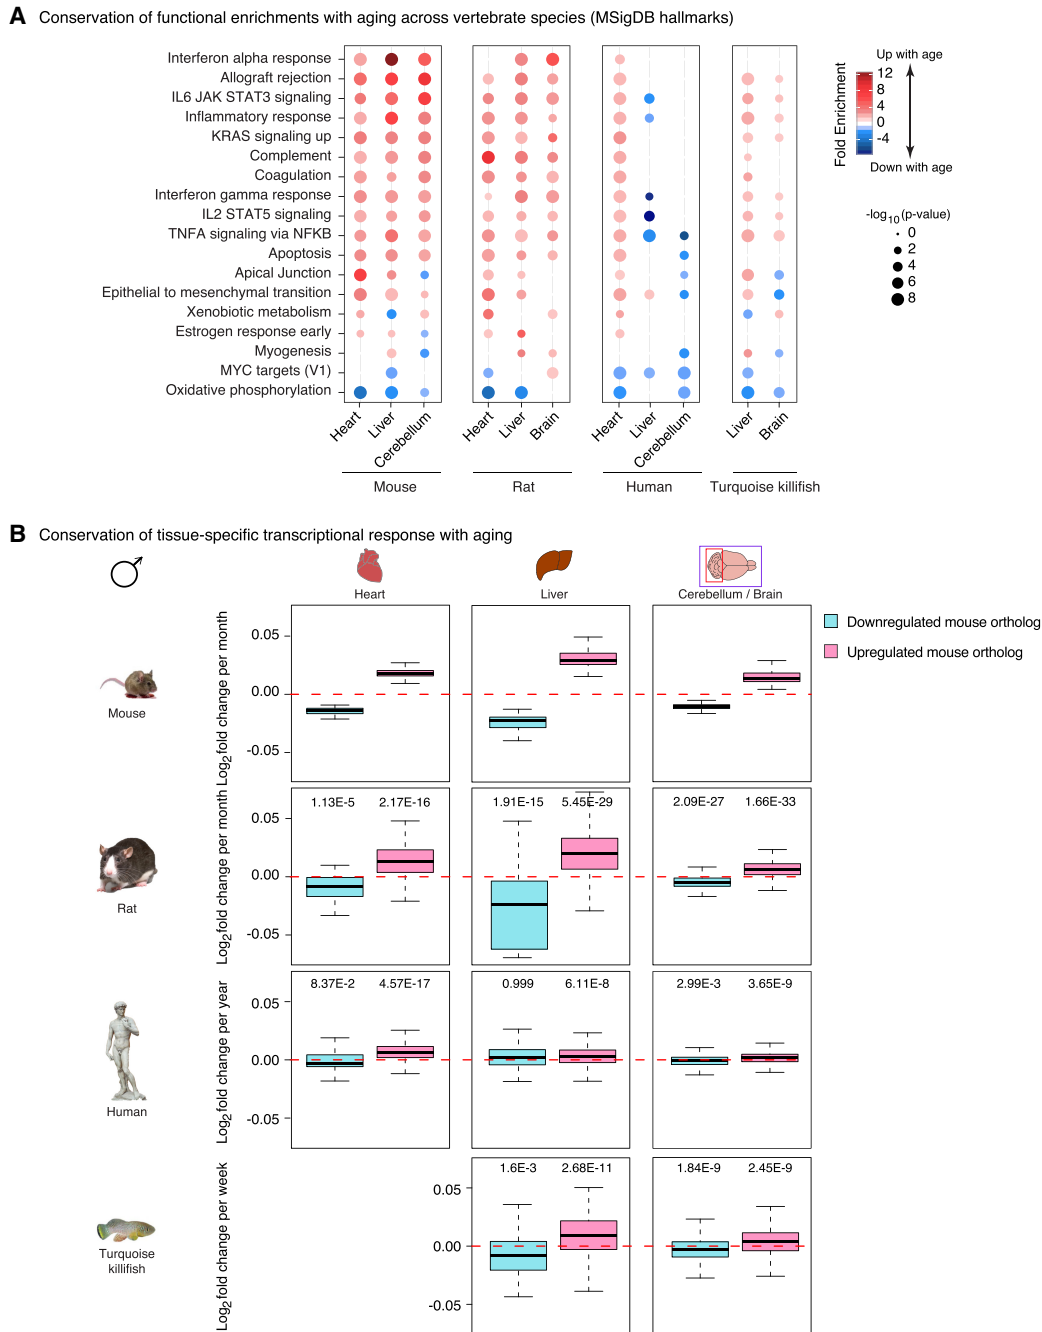 A Conservation of functional enrichments with aging across vertebrate species (MSigDB hallmarks)
Interferon alpha response
Allograft rejection
IL6 JAK STAT3 signaling
Inflammatory response
KRAS signaling up
Complement
Coagulation
Interferon gamma response
IL2 STAT5 signaling
TNFA signaling via NFKB
Apoptosis
Apical Junction
Epithelial to mesenchymal transition
Xenobiotic metabolism
Estrogen response early
Myogenesis
MYC targets (V1)
Oxidative phosphorylation
Heart Liver Cerebellum
Mouse
Heart Liver Brain
Rat
Heart Liver Cerebellum
Human
Liver Brain
Turquoise killifish
Fold Enrichment
12
8
4
0
-4
Up with age
Down with age
-log10(p-value)
0
2
4
6
8
B Conservation of tissue-specific transcriptional response with aging
Heart Liver Cerebellum / Brain
Downregulated mouse ortholog
Upregulated mouse ortholog
Mouse
Log2fold change per month
0.05
0.00
-0.05
Rat
Log2fold change per month
0.05
0.00
-0.05
1.13E-5 2.17E-16 1.91E-15 5.45E-29 2.09E-27 1.66E-33
Human
Log2fold change per year
0.05
0.00
-0.05
8.37E-2 4.57E-17 0.999 6.11E-8 2.99E-3 3.65E-9
Turquoise
killifish
Log2fold change per week
0.05
0.00
-0.05
1.6E-3 2.68E-11 1.84E-9 2.45E-9